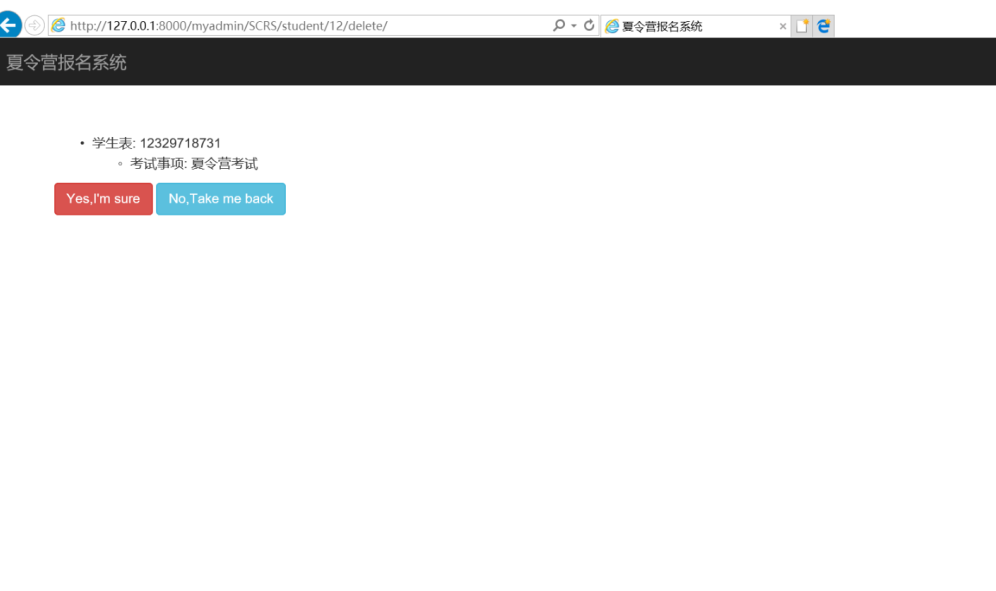 http://127.0.0.1:8000/myadmin/SCRS/student/12/delete/
夏令营报名系统
夏令营报名系统
学生表: 12329718731
考试事项: 夏令营考试
Yes,I'm sure
No,Take me back